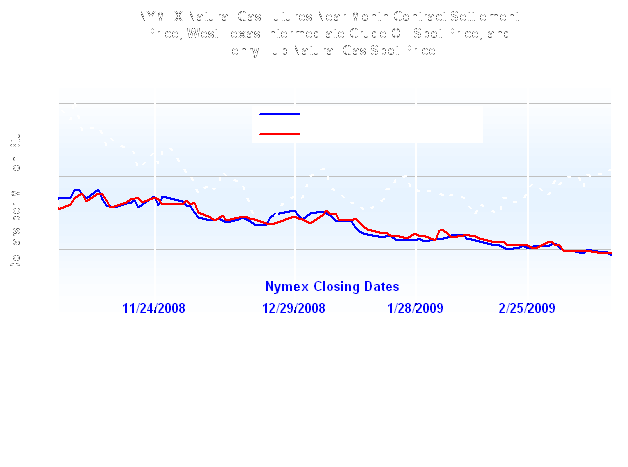 NYMEX Natural Gas Futures Near-Month Contract Settlement
Price, West Texas Intermediate Crude Oil Spot Price, and
Henry Hub Natural Gas Spot Price
Nymex Closing Dates
11/24/2008 12/29/2008 1/28/2009 2/25/2009